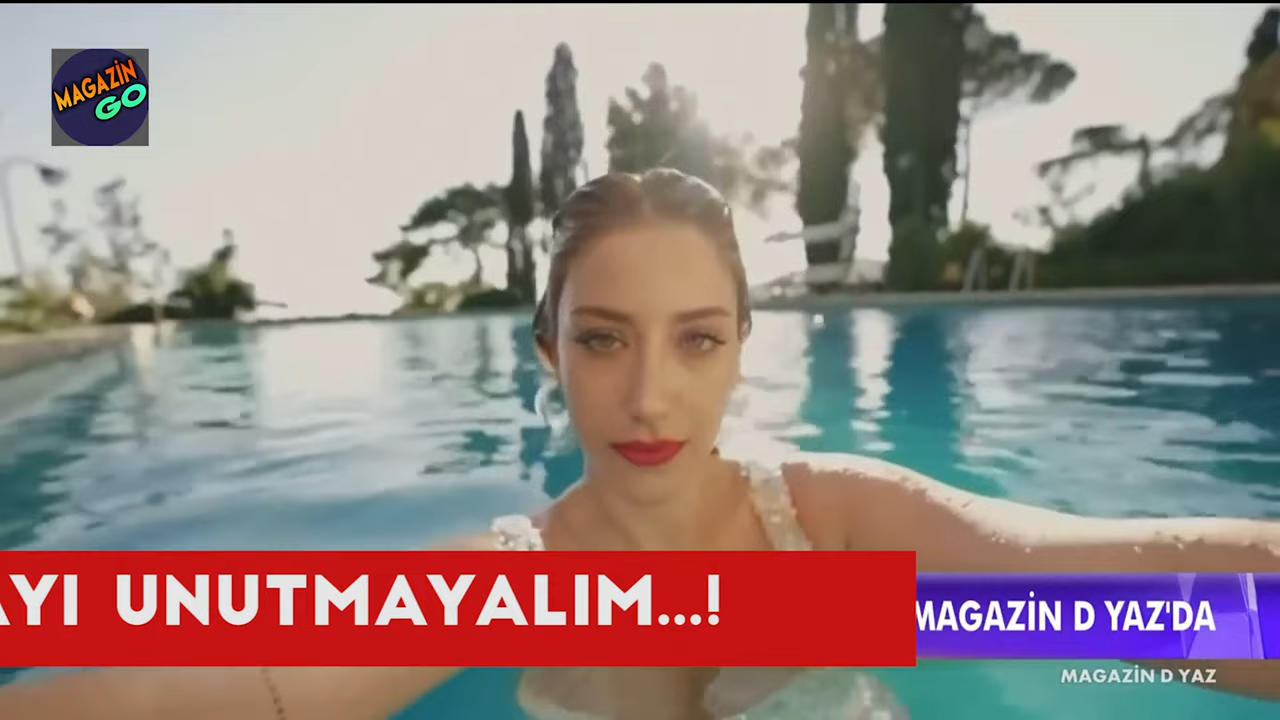 MAGAZİN
GO
AYI UNUTMAYALIM...!
MAGAZİN D YAZ'DA
MAGAZİN D YAZ